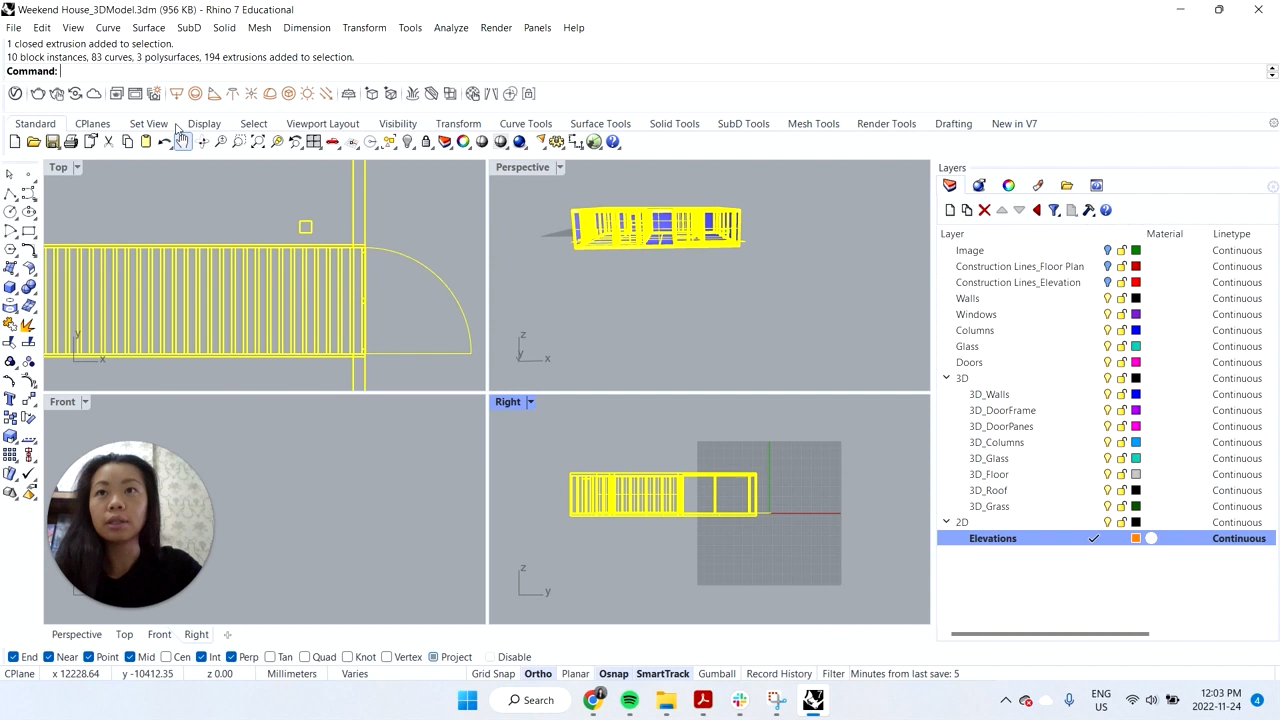 Weekend House_3DModel.3dm (956 KB) - Rhino 7 Educational
File Edit View Curve Surface SubD Solid Mesh Dimension Transform Tools Analyze Render Panels Help
1 closed extrusion added to selection.
10 block instances, 83 curves, 3 polysurfaces, 194 extrusions added to selection.
Command:
Standard CPlanes Set View Display Select Viewport Layout Visibility Transform Curve Tools Surface Tools Solid Tools SubD Tools Mesh Tools Render Tools Drafting New in V7
Top
Perspective
Layers
Layer Material Linetype
Image Continuous
Construction Lines_Floor Plan Continuous
Construction Lines_Elevation Continuous
Walls Continuous
Windows Continuous
Columns Continuous
Glass Continuous
Doors Continuous
3D Continuous
3D_Walls Continuous
3D_DoorFrame Continuous
3D_DoorPanes Continuous
3D_Columns Continuous
3D_Glass Continuous
3D_Floor Continuous
3D_Roof Continuous
3D_Grass Continuous
2D Continuous
Elevations Continuous
y
x
z
y x
Front
Right
z
y
Perspective Top Front Right
End Near Point Mid Cen Int Perp Tan Quad Knot Vertex Project Disable
CPlane x 12228.64 y -10412.35 z 0.00 Millimeters Varies Grid Snap Ortho Planar Osnap SmartTrack Gumball Record History Filter Minutes from last save: 5
Search
ENG
US
12:03 PM
2022-11-24
4